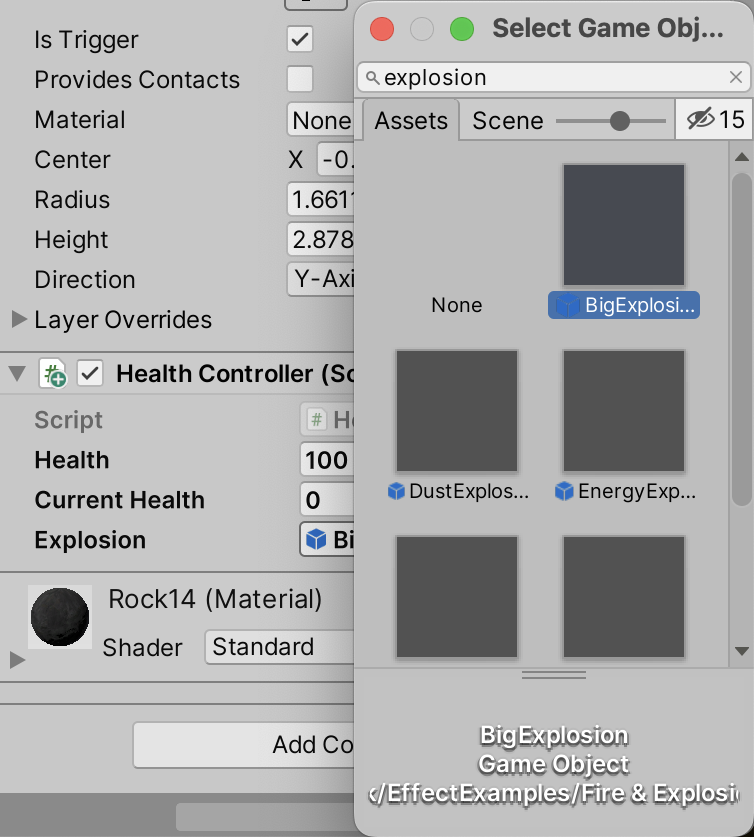 Is Trigger
Provides Contacts
Material
None
Center
X
-0.
Radius
1.661
Height
2.878
Direction
Y-Axi
Layer Overrides
# Health Controller (Sc
Script
# He
Health
100
Current Health
0
Explosion
Bi
Rock14 (Material)
Shader
Standard
Add Co
Select Game Obj...
explosion
Assets
Scene
15
None
BigExplosi...
DustExplos...
EnergyExp...
BigExplosion
Game Object
/EffectExamples/Fire & Explosi